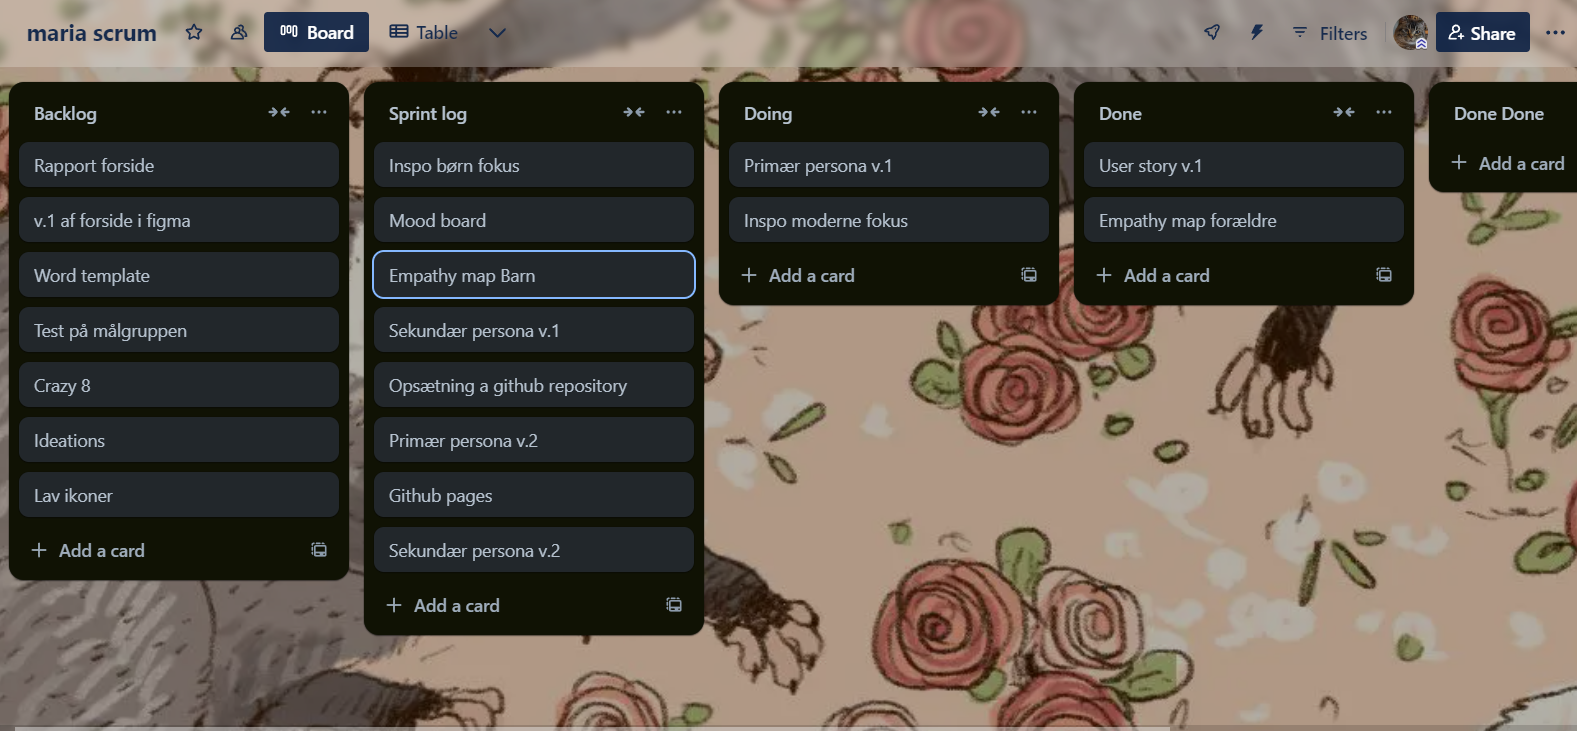 maria scrum
Board
Table
Filters
Share
Backlog
Rapport forside
v.1 af forside i figma
Word template
Test på målgruppen
Crazy 8
Ideations
Lav ikoner
Add a card
Sprint log
Inspo børn fokus
Mood board
Empathy map Barn
Sekundær persona v.1
Opsætning a github repository
Primær persona v.2
Github pages
Sekundær persona v.2
Add a card
Doing
Primær persona v.1
Inspo moderne fokus
Add a card
Done
User story v.1
Empathy map forældre
Add a card
Done Done
Add a card